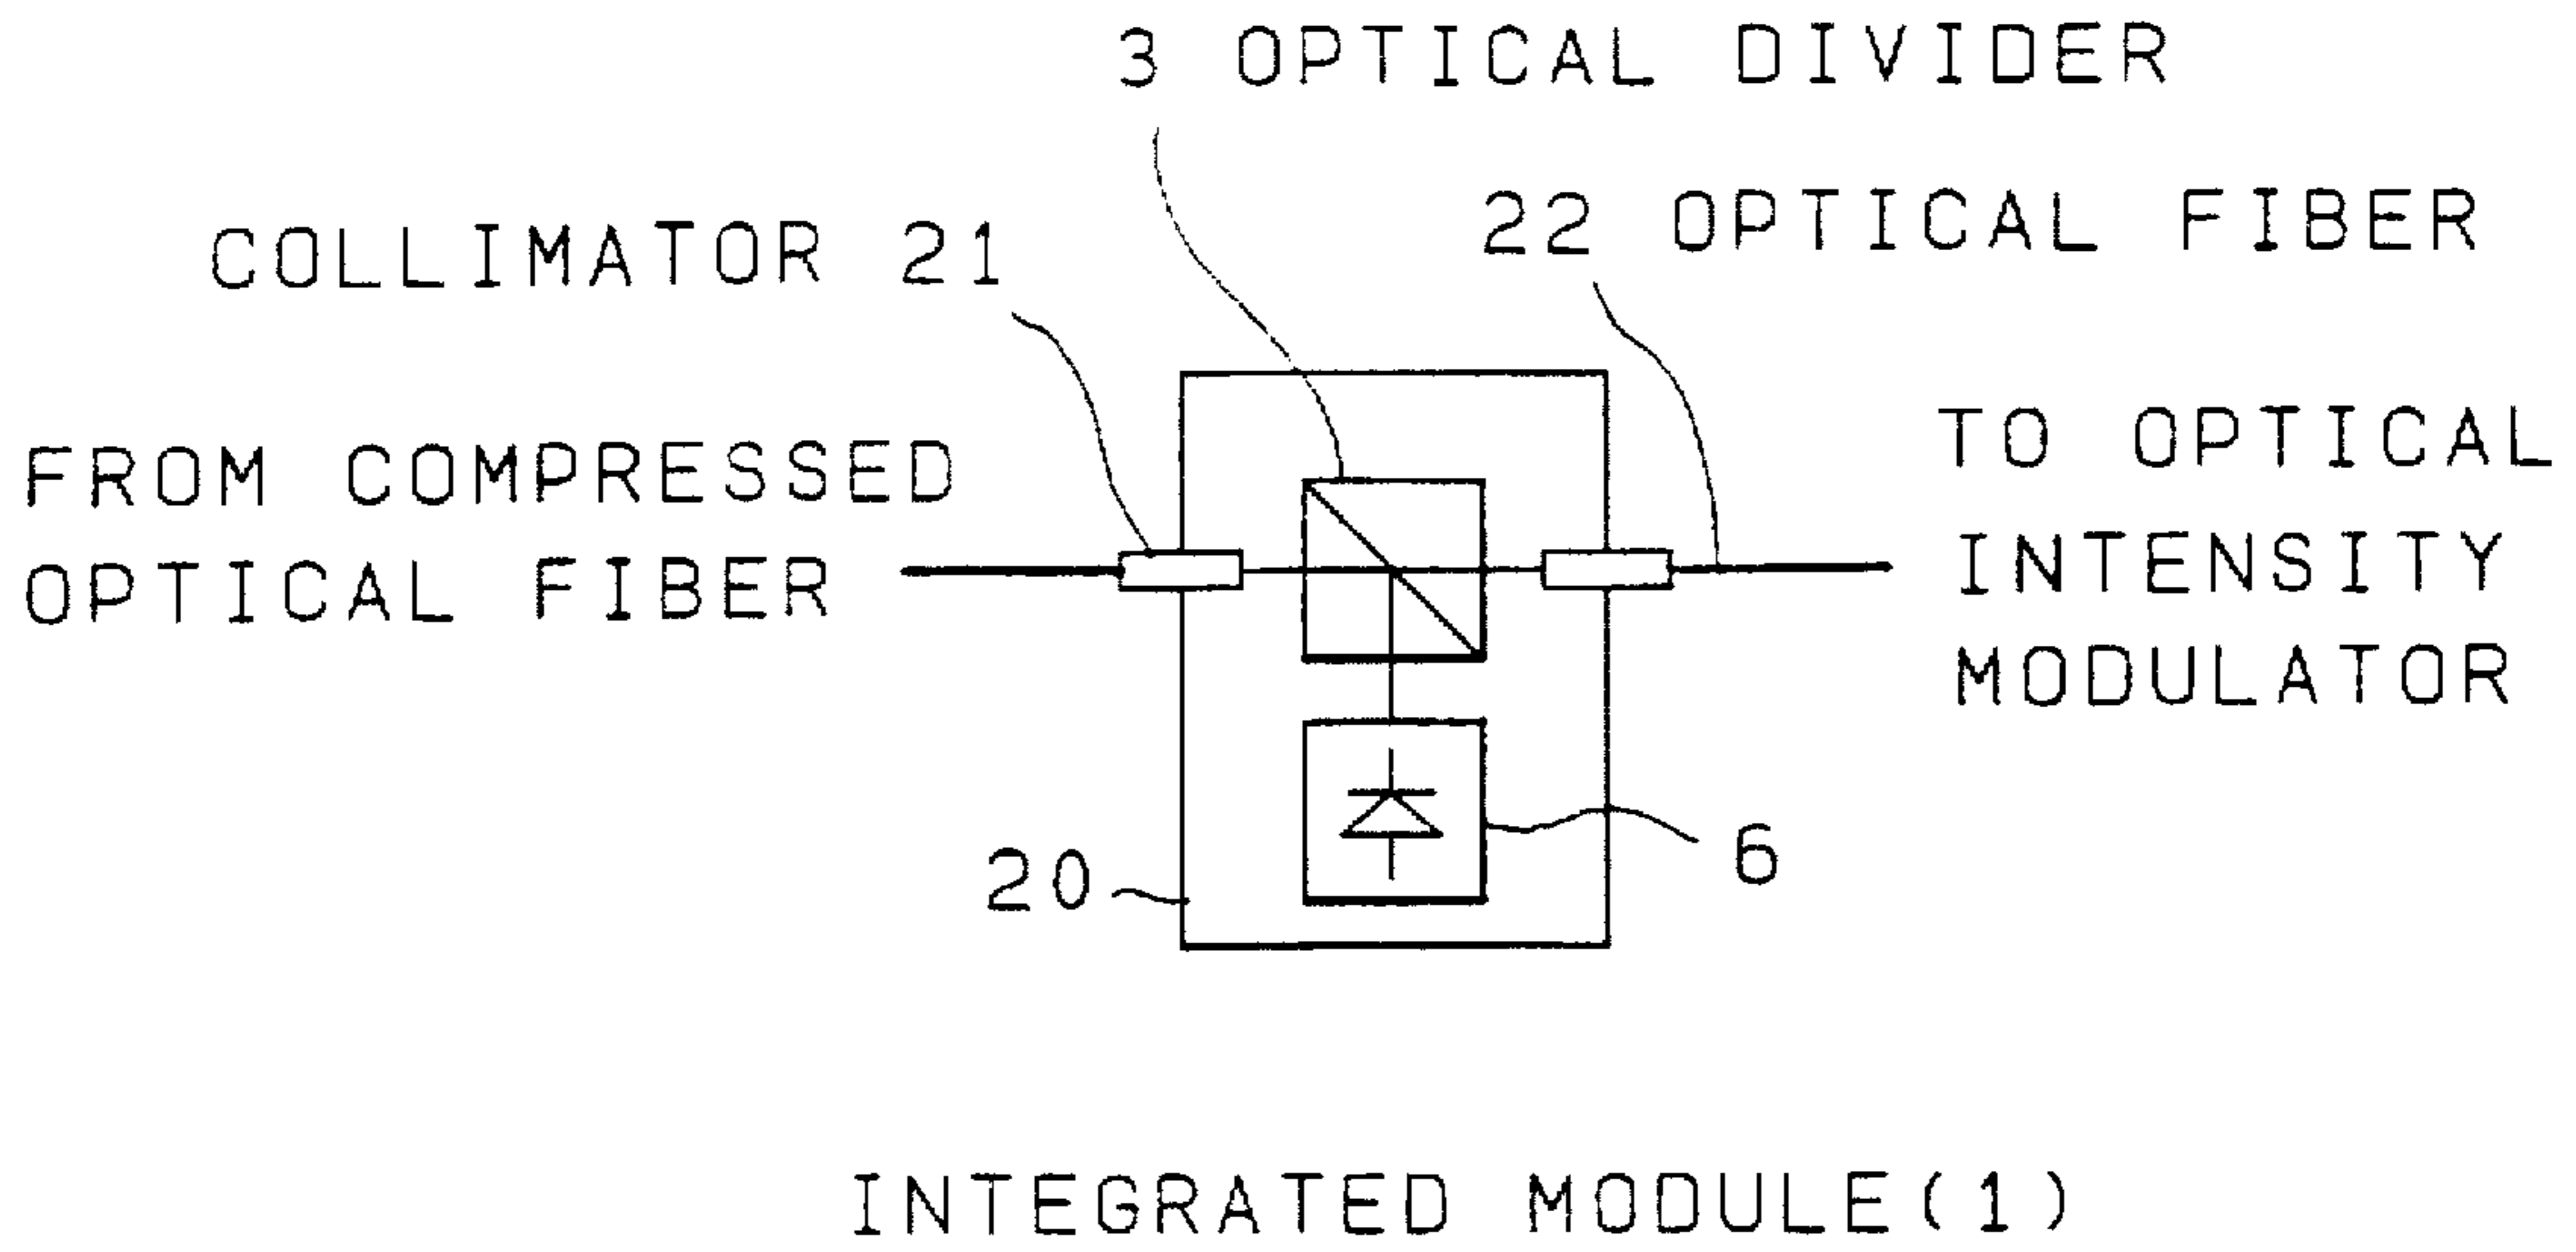 3 OPTICAL DIVIDER
22 OPTICAL FIBER
COLLIMATOR 21
FROM COMPRESSED
OPTICAL FIBER
TO OPTICAL
INTENSITY
MODULATOR
6
20
INTEGRATED MODULE(1)